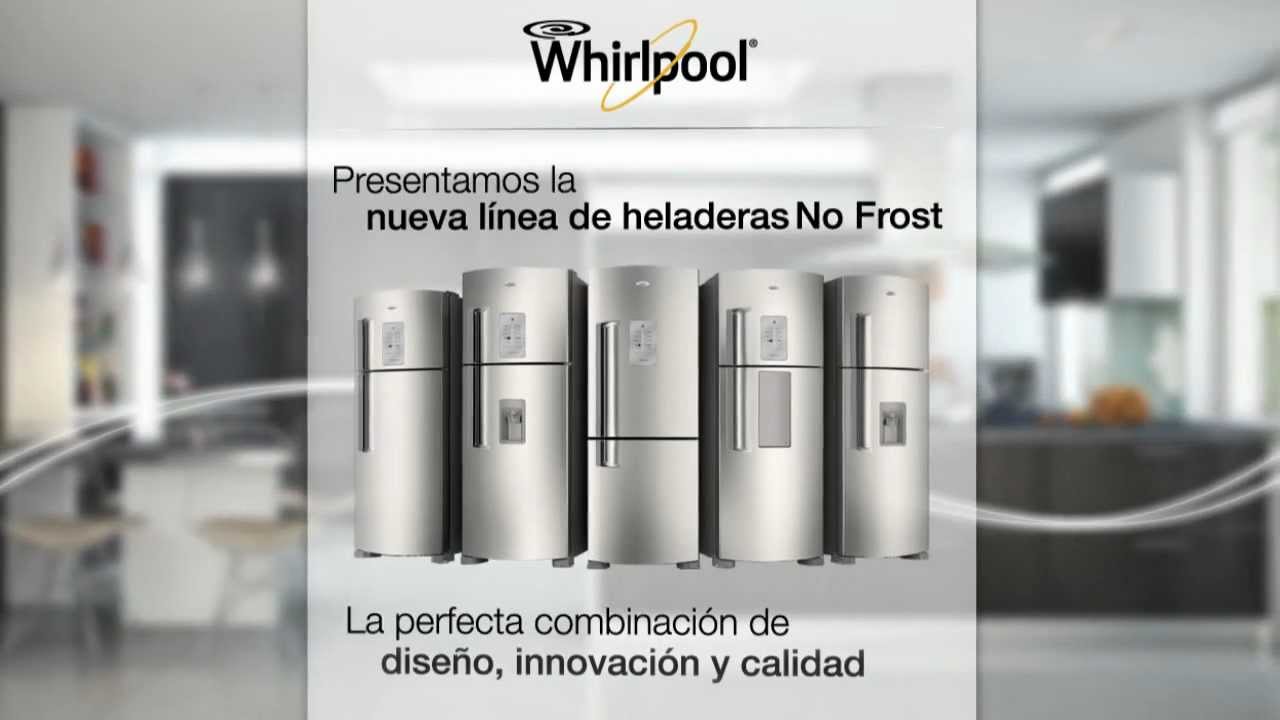 Whirlpool®
Presentamos la
nueva línea de heladeras No Frost
La perfecta combinación de
diseño, innovación y calidad